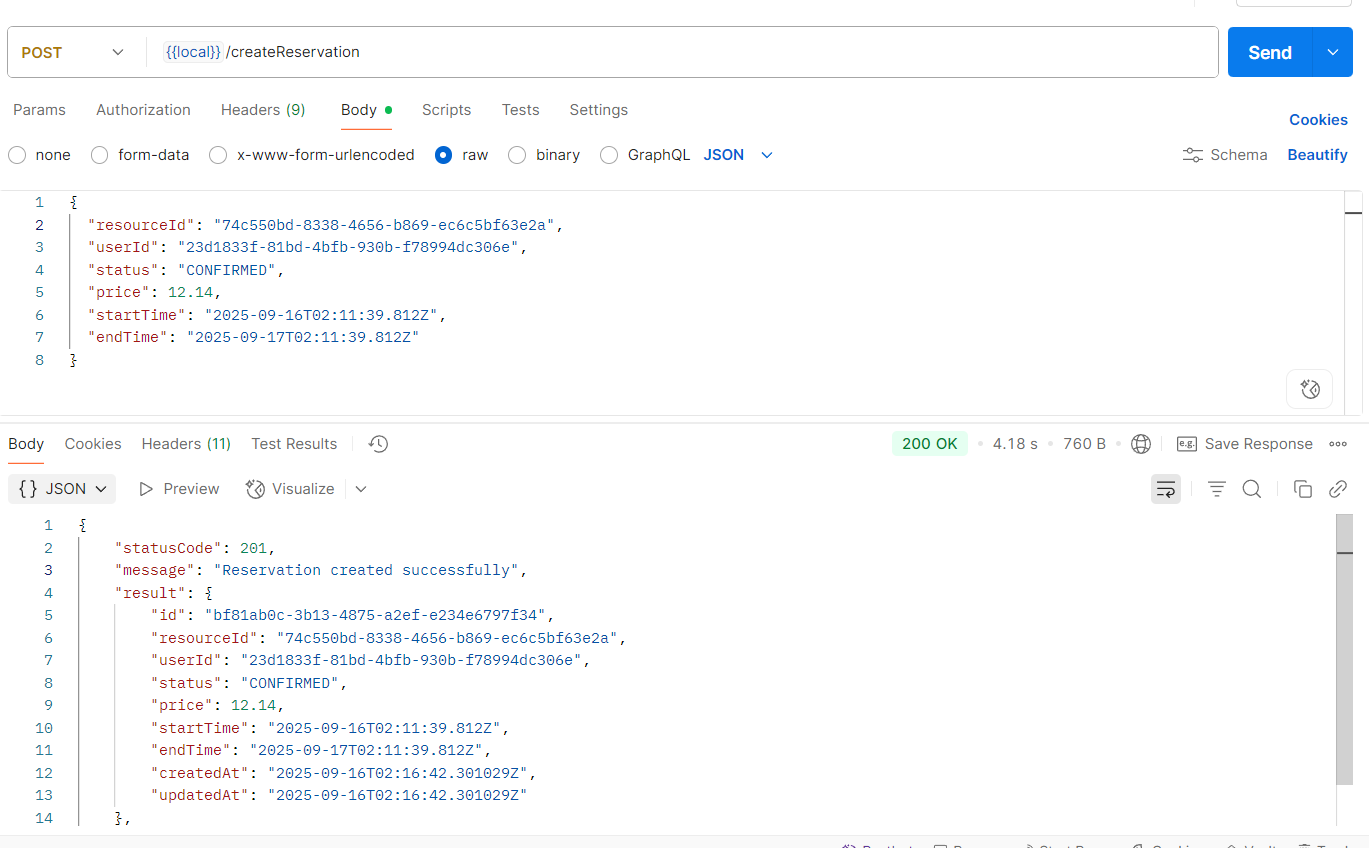 POST {{local}} /createReservation Send
Params Authorization Headers (9) Body Scripts Tests Settings
Cookies
none form-data x-www-form-urlencoded raw binary GraphQL JSON Schema Beautify
1 {
2 "resourceId": "74c550bd-8338-4656-b869-ec6c5bf63e2a",
3 "userId": "23d1833f-81bd-4bfb-930b-f78994dc306e",
4 "status": "CONFIRMED",
5 "price": 12.14,
6 "startTime": "2025-09-16T02:11:39.812Z",
7 "endTime": "2025-09-17T02:11:39.812Z"
8 }
Body Cookies Headers (11) Test Results 200 OK 4.18 s 760 B e.g. Save Response
{} JSON Preview Visualize
1 {
2 "statusCode": 201,
3 "message": "Reservation created successfully",
4 "result": {
5 "id": "bf81ab0c-3b13-4875-a2ef-e234e6797f34",
6 "resourceId": "74c550bd-8338-4656-b869-ec6c5bf63e2a",
7 "userId": "23d1833f-81bd-4bfb-930b-f78994dc306e",
8 "status": "CONFIRMED",
9 "price": 12.14,
10 "startTime": "2025-09-16T02:11:39.812Z",
11 "endTime": "2025-09-17T02:11:39.812Z",
12 "createdAt": "2025-09-16T02:16:42.301029Z",
13 "updatedAt": "2025-09-16T02:16:42.301029Z"
14 },